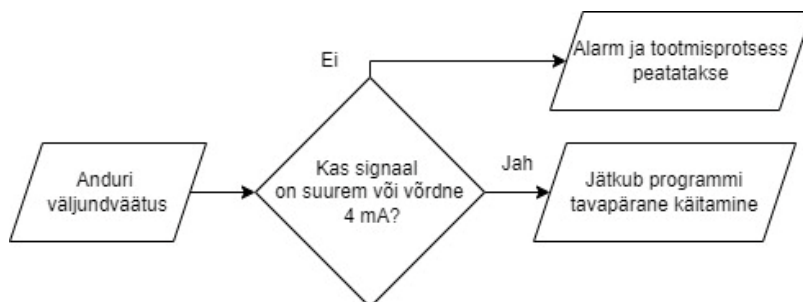 Anduri
väljundväätus
Kas signaal
on suurem või võrdne
4 mA?
Ei
Alarm ja tootmisprotsess
peatatakse
Jah
Jätkub programmi
tavapärane käitamine